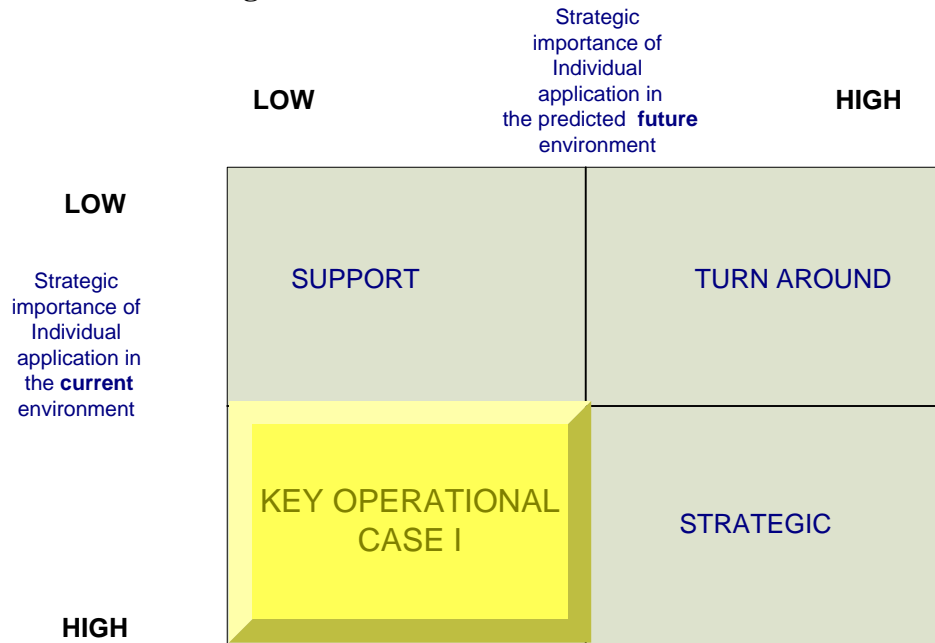 Strategic
importance of
Individual
application in
the predicted future
environment
LOW
HIGH
LOW
Strategic
importance of
Individual
application in
the current
environment
SUPPORT
TURN AROUND
KEY OPERATIONAL
CASE I
STRATEGIC
HIGH